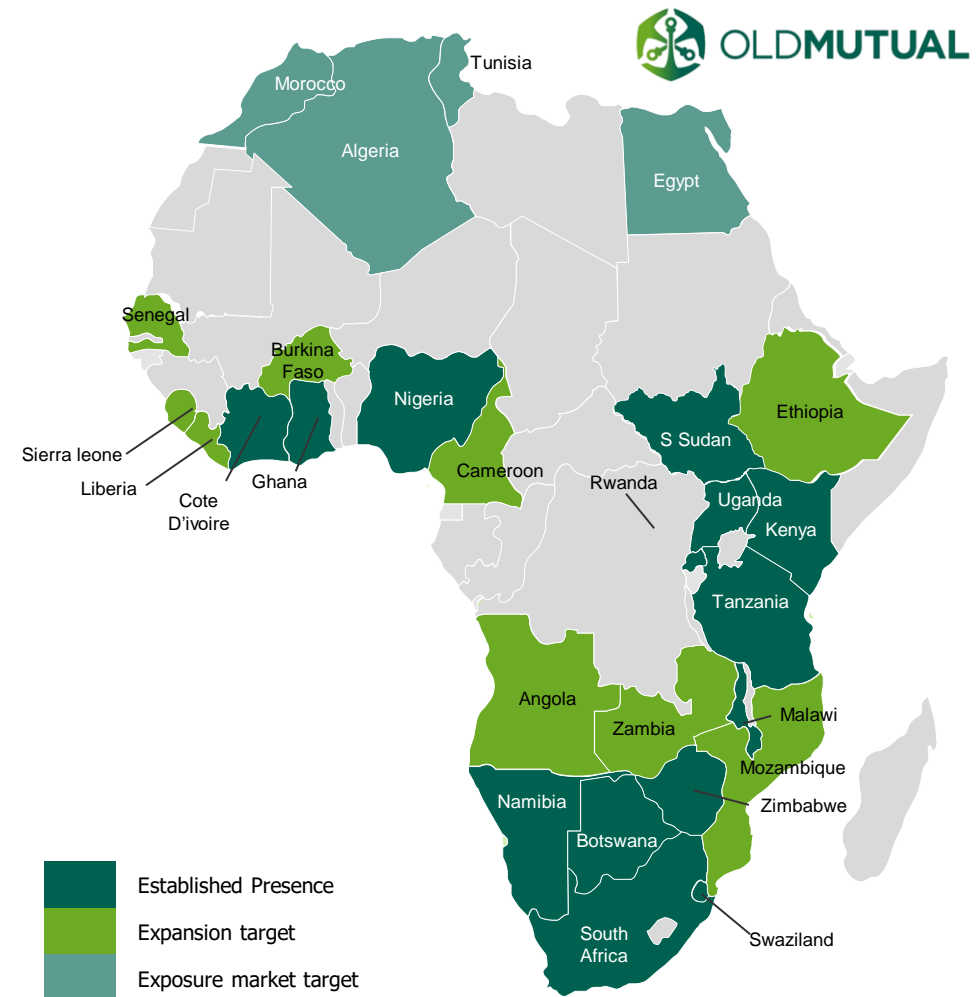 OLDMUTUAL
Tunisia
Morocco
Algeria
Egypt
Senegal
Burkina
Faso
Nigeria
Ethiopia
S Sudan
Sierra leone
Cameroon
Liberia
Ghana
Rwanda
Cote
D'ivoire
Uganda
Kenya
Tanzania
Angola
Malawi
Zambia
Mozambique
Namibia
Zimbabwe
Botswana
South
Africa
Swaziland
Established Presence
Expansion target
Exposure market target